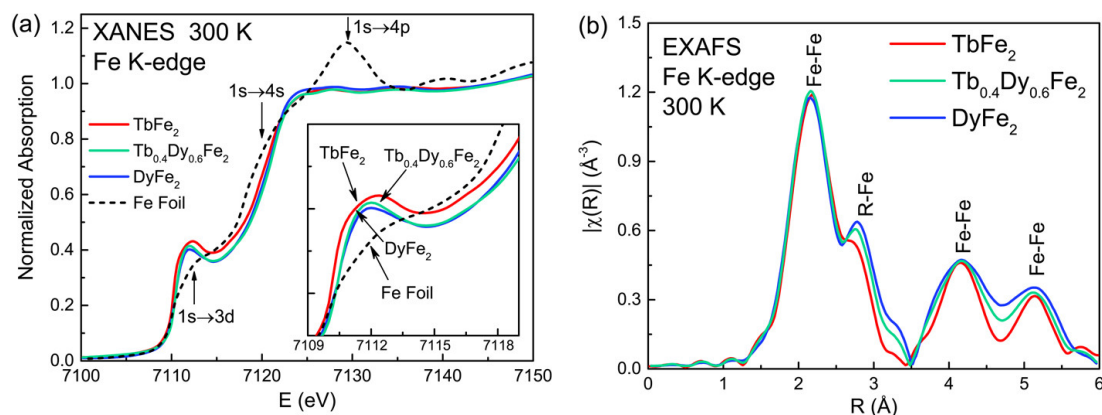 (a)
XANES 300 K
Fe K-edge
1s→4p
1s→4s
TbFe₂
Tb₀.₄Dy₀.₆Fe₂
DyFe₂
Fe Foil
1s→3d
TbFe₂
Tb₀.₄Dy₀.₆Fe₂
DyFe₂
Fe Foil
7109 7112 7115 7118
Normalized Absorption
1.2
1.0
0.8
0.6
0.4
0.2
0.0
7110 7120 7130 7140 7150
E (eV)
(b)
EXAFS
Fe K-edge
300 K
TbFe₂
Tb₀.₄Dy₀.₆Fe₂
DyFe₂
Fe-Fe
R-Fe
Fe-Fe
Fe-Fe
|χ(R)| (Å⁻³)
1.5
1.2
0.9
0.6
0.3
0.0
0 1 2 3 4 5 6
R (Å)